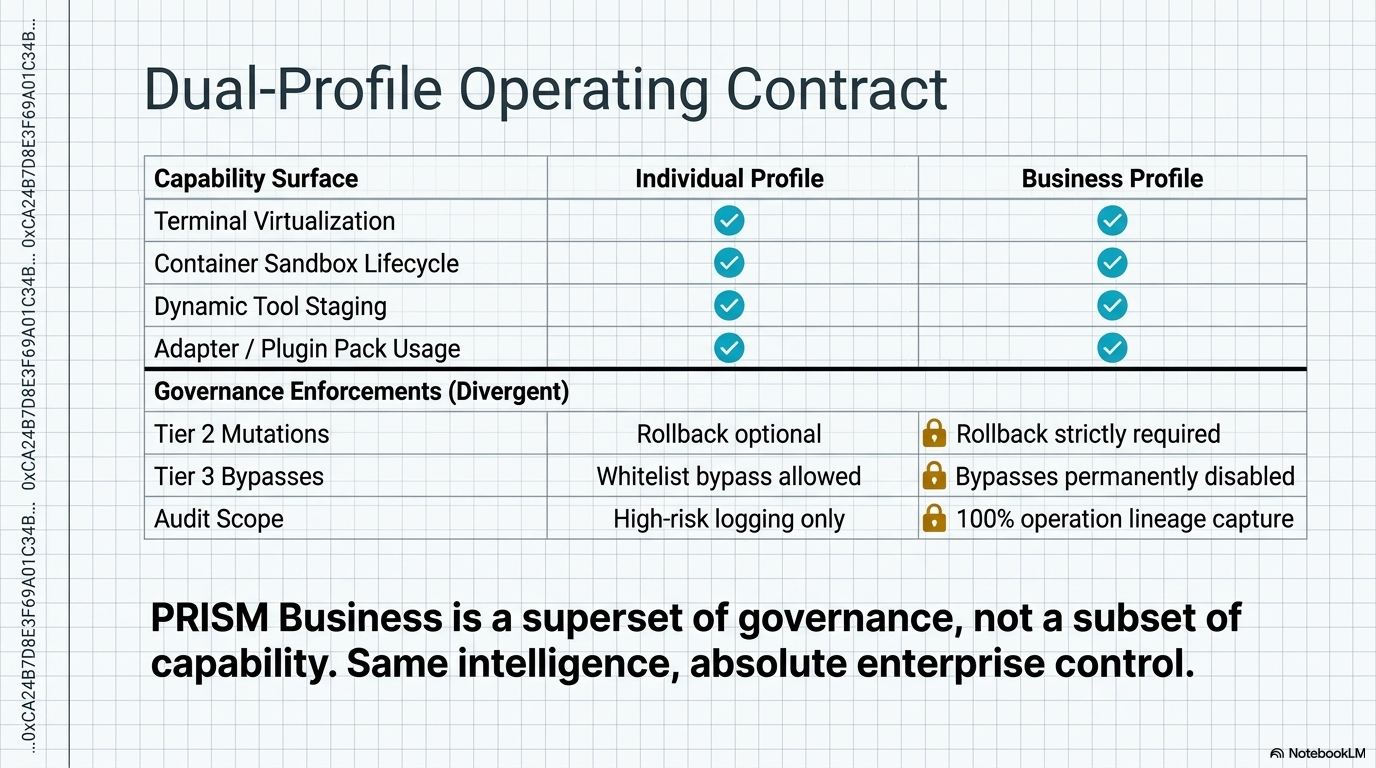 Dual-Profile Operating Contract
Capability Surface Individual Profile Business Profile
Terminal Virtualization
Container Sandbox Lifecycle
Dynamic Tool Staging
Adapter / Plugin Pack Usage
Governance Enforcements (Divergent)
Tier 2 Mutations Rollback optional Rollback strictly required
Tier 3 Bypasses Whitelist bypass allowed Bypasses permanently disabled
Audit Scope High-risk logging only 100% operation lineage capture
PRISM Business is a superset of governance, not a subset of
capability. Same intelligence, absolute enterprise control.
...0xCA24B7D8E3F69A01C34B... 0xCA24B7D8E3F69A01C34B... 0xCA24B7D8E3F69A01C34B...
NotebookLM